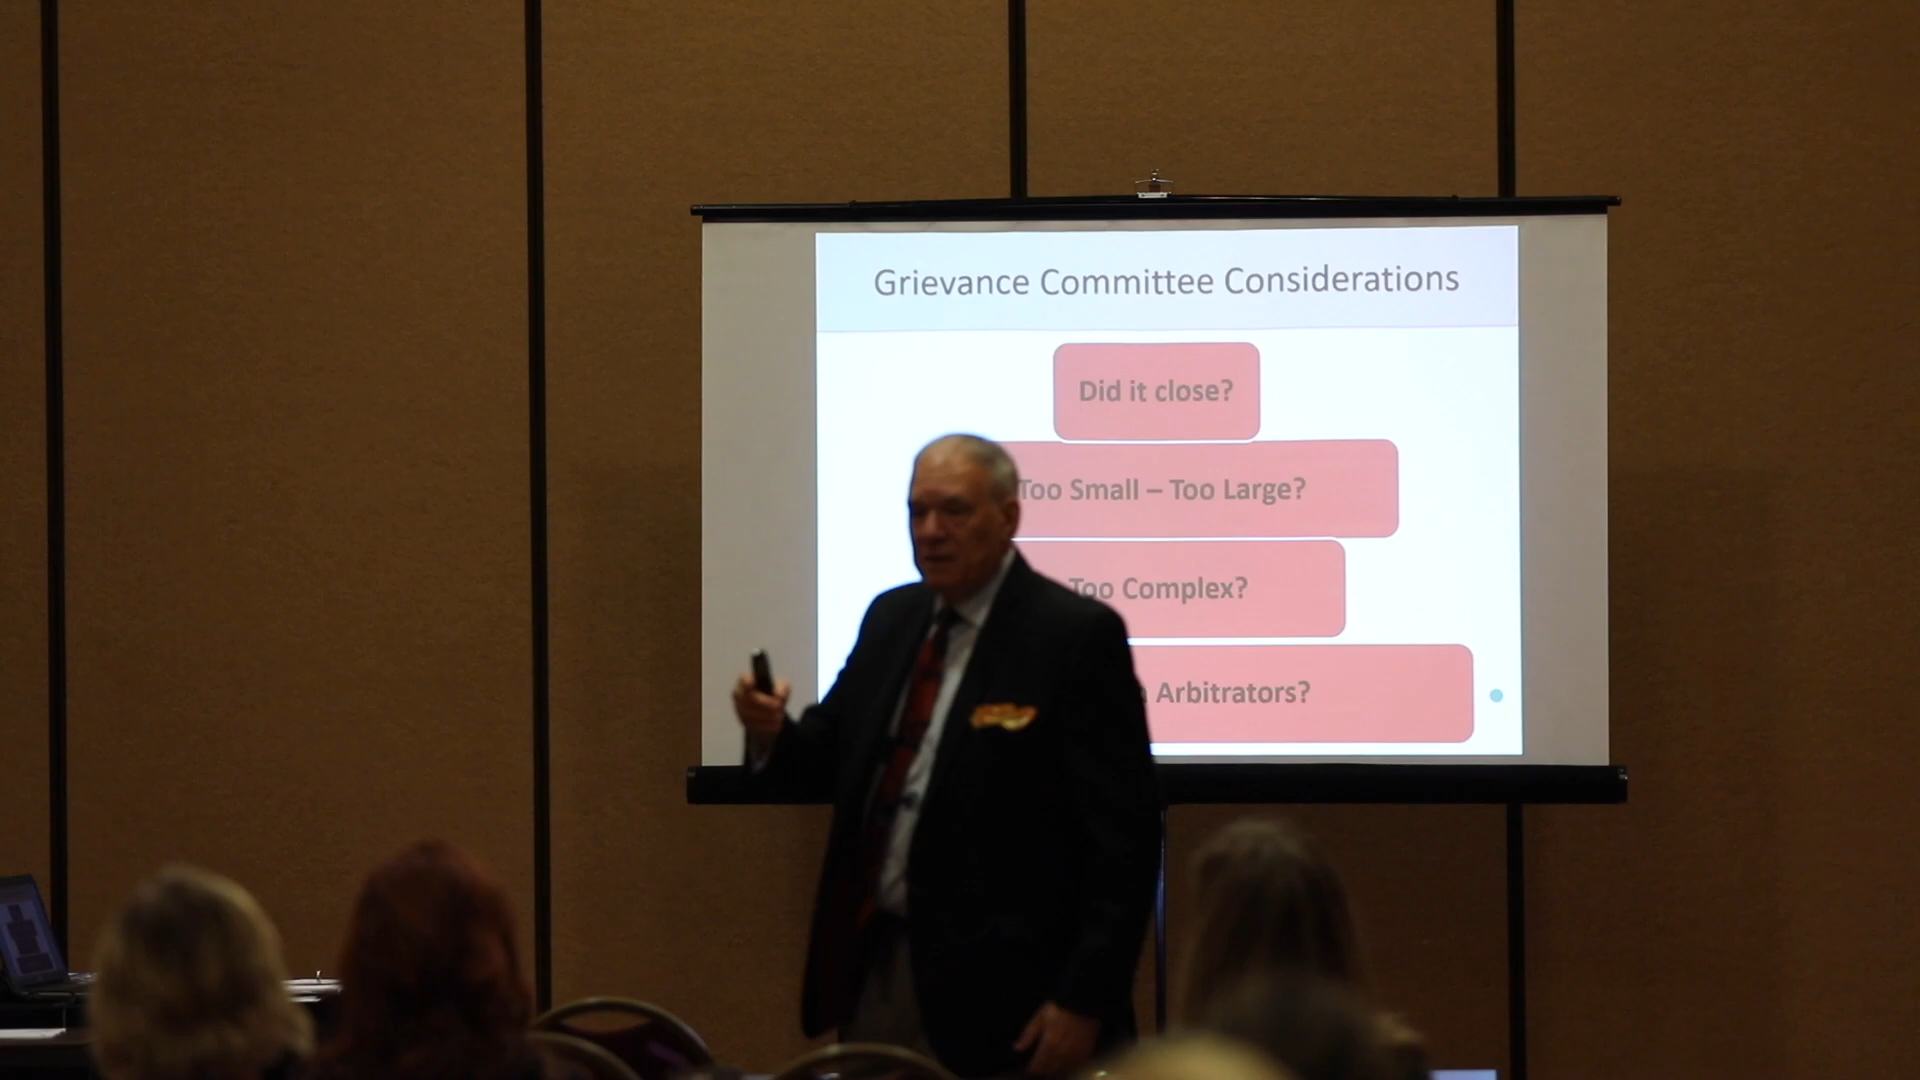 Grievance Committee Considerations
Did it close?
Too Small – Too Large?
Too Complex?
Arbitrators?